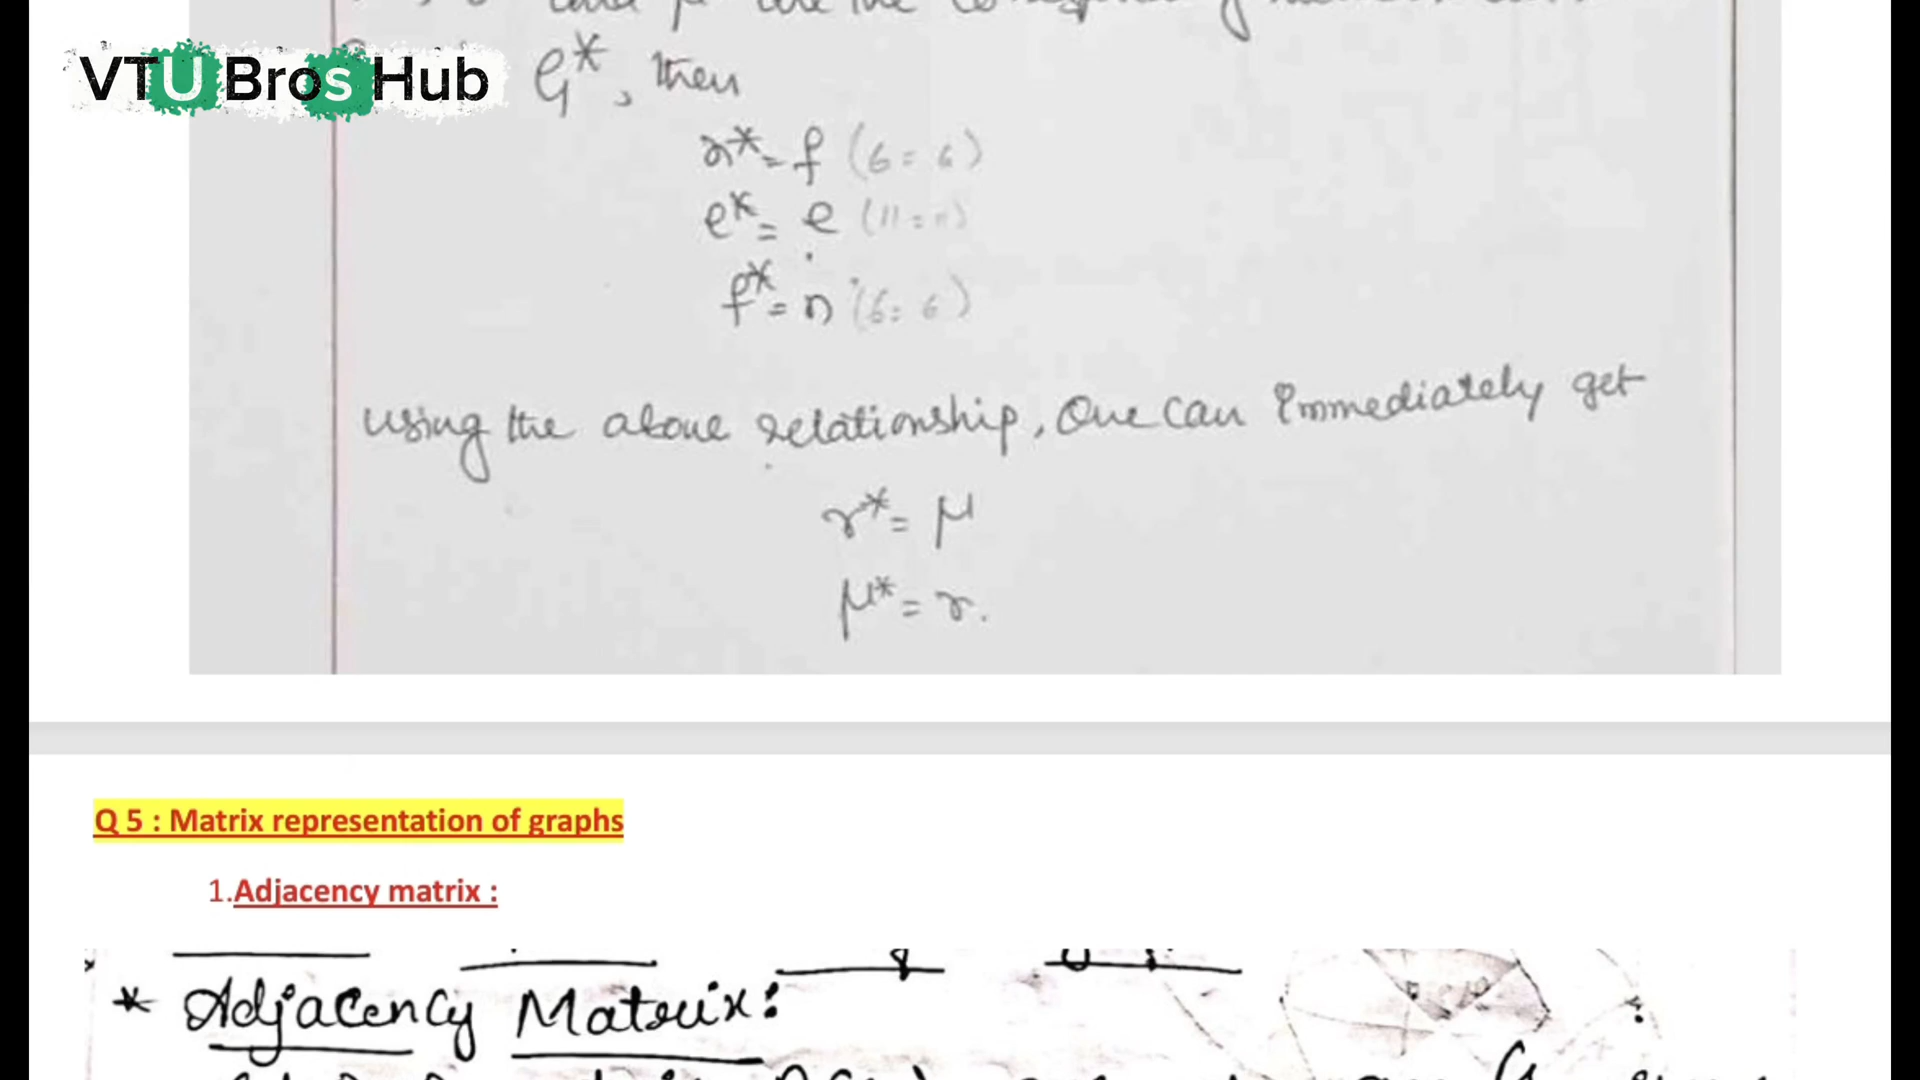 VTU Bros Hub
G*, then
n* = f (6 = 6)
e* = e (11 = 11)
f* = n (6 = 6)
using the above relationship, One can immediately get
r* = μ
μ* = r.
Q 5 : Matrix representation of graphs
1.Adjacency matrix :
* Adjacency Matrix: